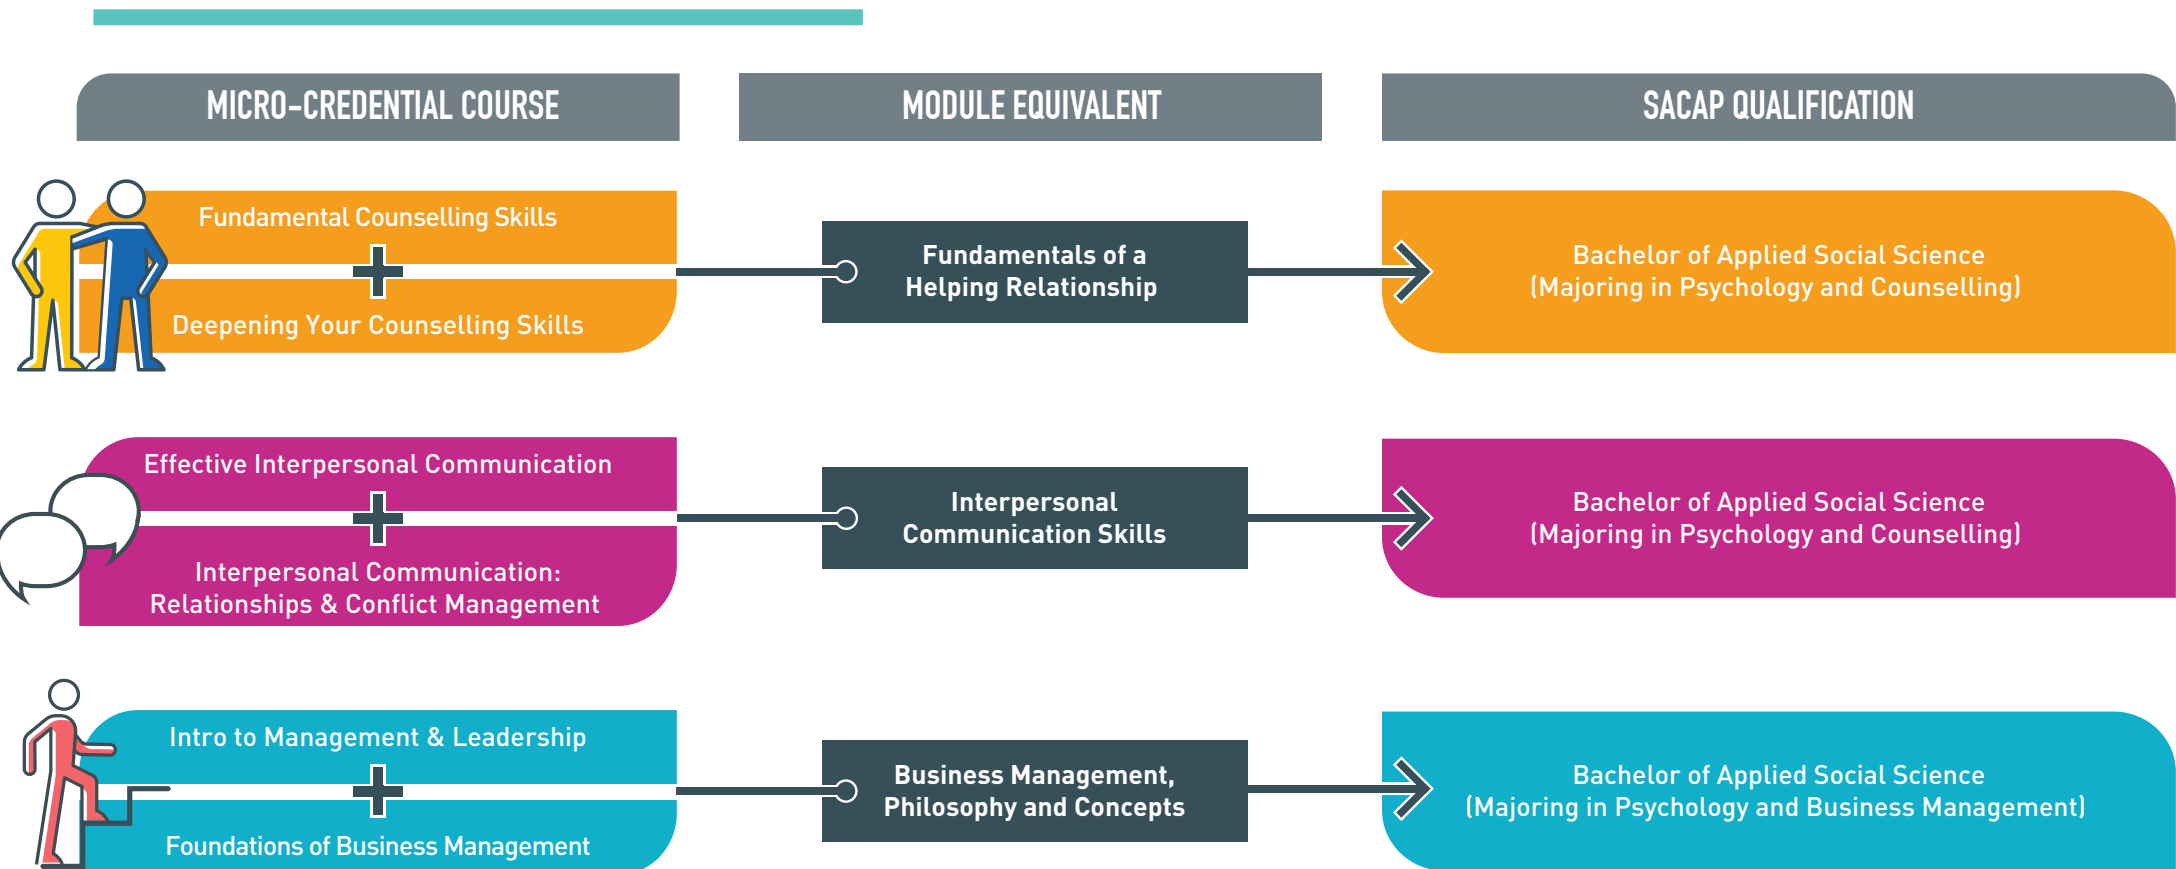 MICRO-CREDENTIAL COURSE
MODULE EQUIVALENT
SACAP QUALIFICATION
Fundamental Counselling Skills
Deepening Your Counselling Skills
Fundamentals of a
Helping Relationship
Bachelor of Applied Social Science
(Majoring in Psychology and Counselling)
Effective Interpersonal Communication
Interpersonal Communication:
Relationships & Conflict Management
Interpersonal
Communication Skills
Bachelor of Applied Social Science
(Majoring in Psychology and Counselling)
Intro to Management & Leadership
Foundations of Business Management
Business Management,
Philosophy and Concepts
Bachelor of Applied Social Science
(Majoring in Psychology and Business Management)